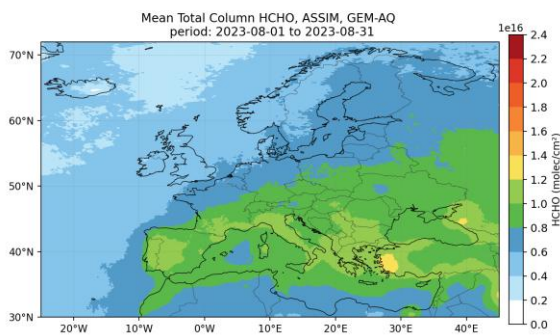 Mean Total Column HCHO, ASSIM, GEM-AQ
period: 2023-08-01 to 2023-08-31
1e16
2.4
2.2
2.0
1.8
1.6
1.4
1.2
1.0
0.8
0.6
0.4
0.2
0.0
HCHO (molec/cm²)
70°N
60°N
50°N
40°N
30°N
20°W
10°W
0°W
10°E
20°E
30°E
40°E